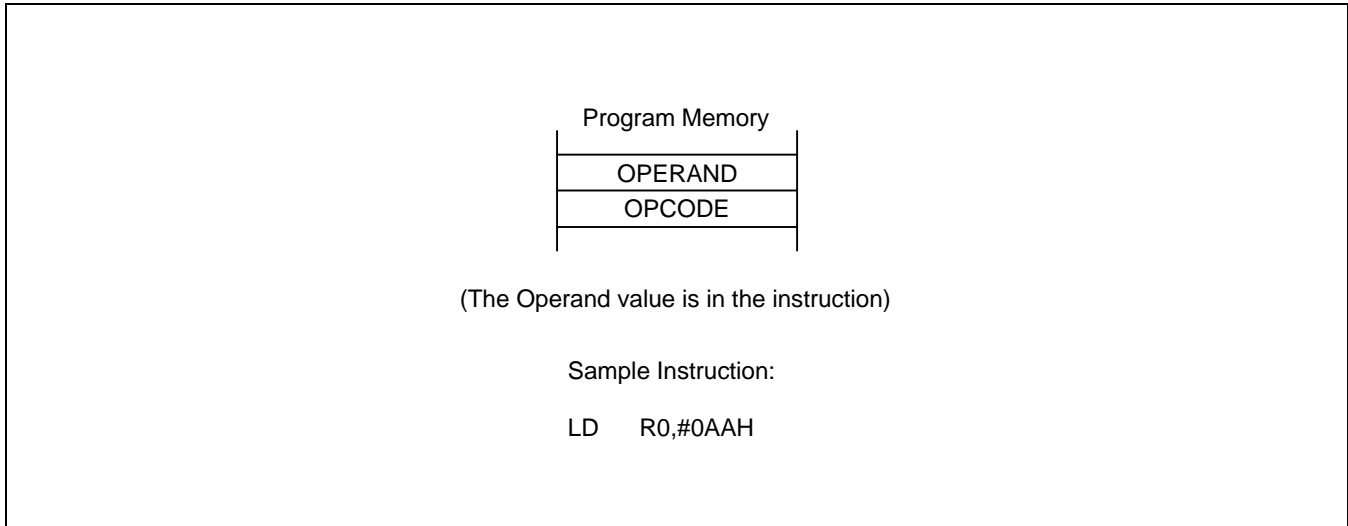 Program Memory
OPERAND
OPCODE
(The Operand value is in the instruction)
Sample Instruction:
LD R0,#0AAH